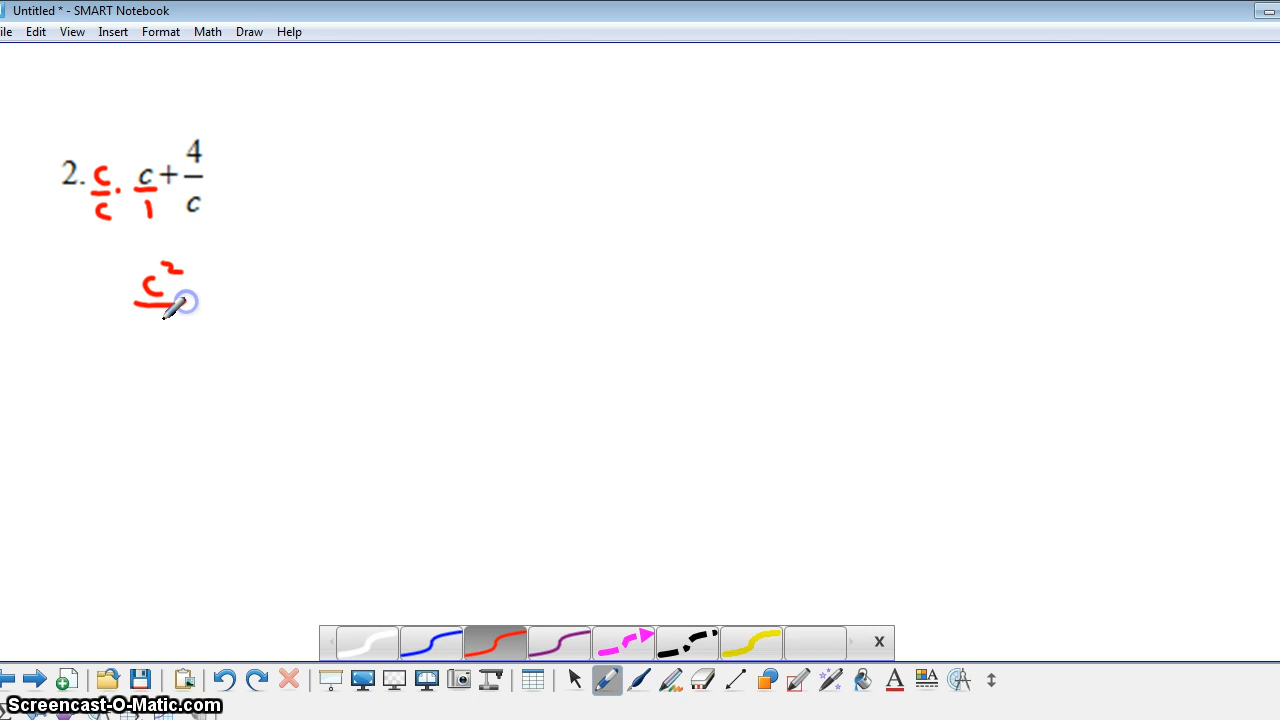 Untitled * - SMART Notebook
ile Edit View Insert Format Math Draw Help
2. c/c · c/1 + 4/c
c²
x
Screencast-O-Matic.com